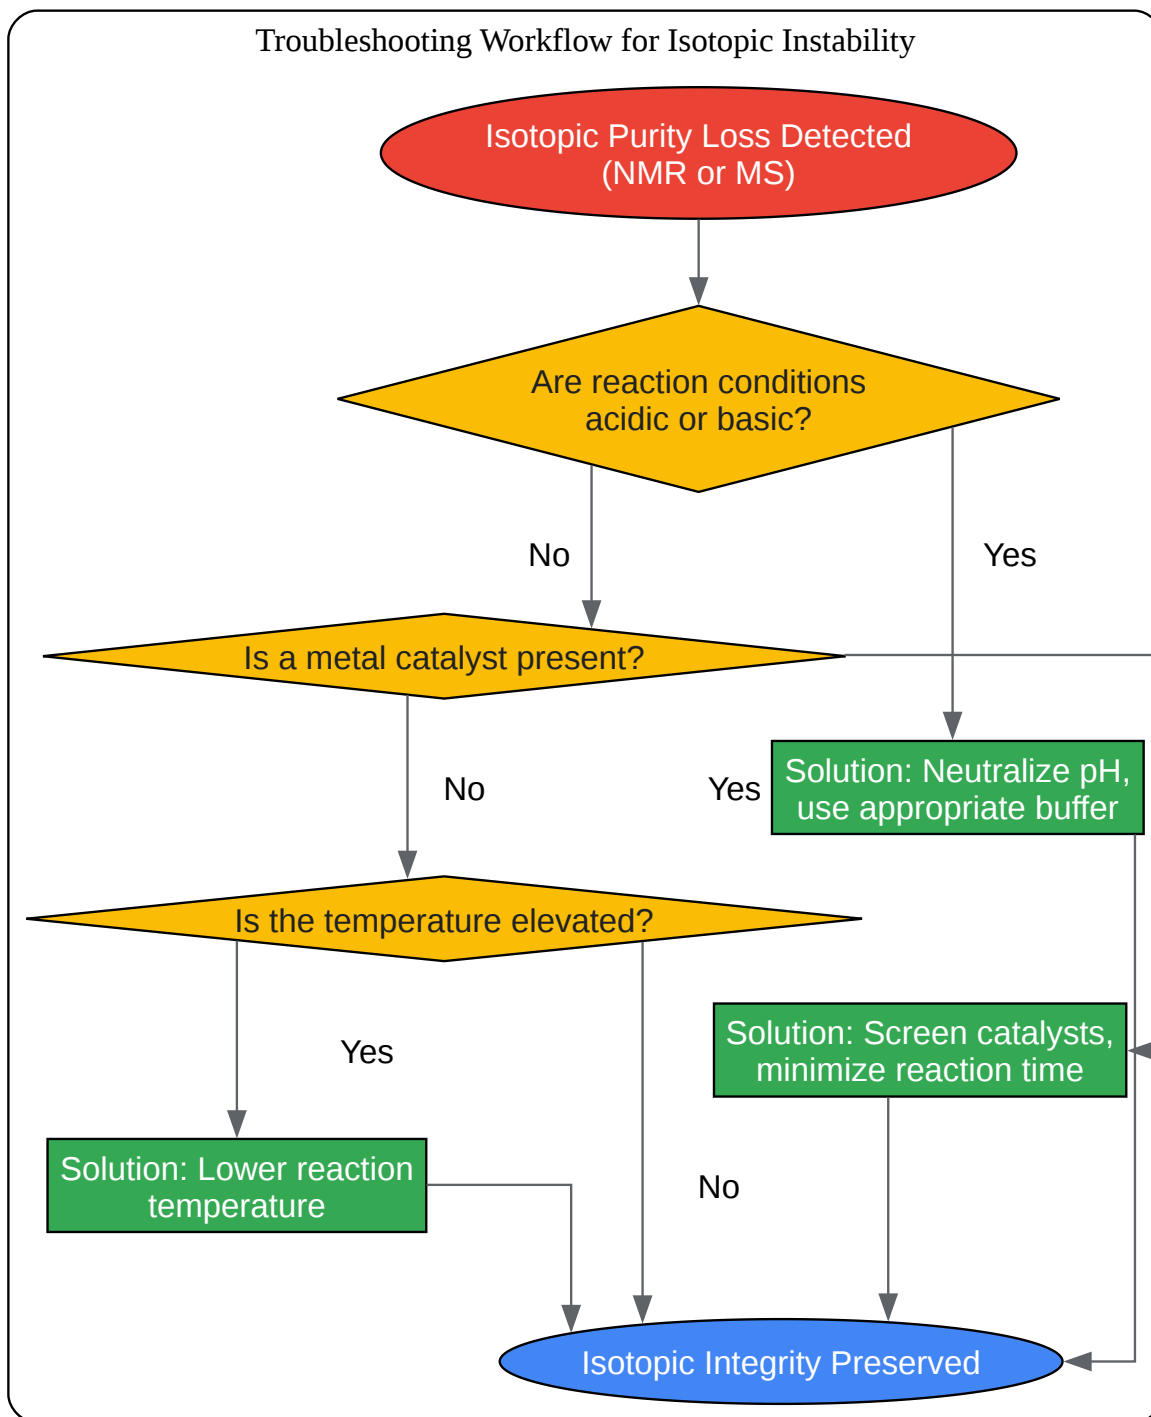 Troubleshooting Workflow for Isotopic Instability
Isotopic Purity Loss Detected
(NMR or MS)
Are reaction conditions
acidic or basic?
No
Yes
Is a metal catalyst present?
No
Yes
Solution: Neutralize pH,
use appropriate buffer
Is the temperature elevated?
Yes
Solution: Screen catalysts,
minimize reaction time
Solution: Lower reaction
temperature
No
Isotopic Integrity Preserved